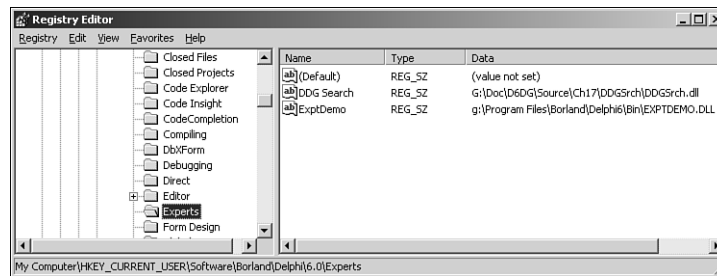 Registry Editor
Registry Edit View Favorites Help
Closed Files
Closed Projects
Code Explorer
Code Insight
CodeCompletion
Compiling
DbXForm
Debugging
Direct
Editor
Experts
Form Design
Name Type Data
ab (Default) REG_SZ (value not set)
ab DDG Search REG_SZ G:\Doc\D6DG\Source\Ch17\DDGSrch\DDGSrch.dll
ab ExptDemo REG_SZ g:\Program Files\Borland\Delphi6\Bin\EXPTDEMO.DLL
My Computer\HKEY_CURRENT_USER\Software\Borland\Delphi\6.0\Experts